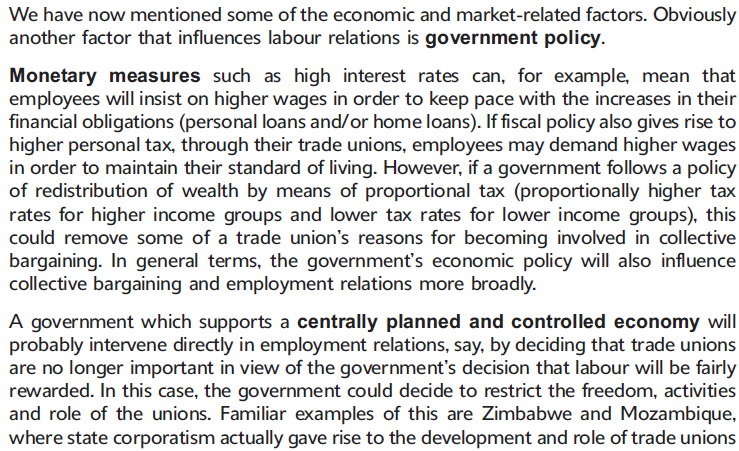 We have now mentioned some of the economic and market-related factors. Obviously
another factor that influences labour relations is government policy.
Monetary measures such as high interest rates can, for example, mean that
employees will insist on higher wages in order to keep pace with the increases in their
financial obligations (personal loans and/or home loans). If fiscal policy also gives rise to
higher personal tax, through their trade unions, employees may demand higher wages
in order to maintain their standard of living. However, if a government follows a policy
of redistribution of wealth by means of proportional tax (proportionally higher tax
rates for higher income groups and lower tax rates for lower income groups), this
could remove some of a trade union's reasons for becoming involved in collective
bargaining. In general terms, the government's economic policy will also influence
collective bargaining and employment relations more broadly.
A government which supports a centrally planned and controlled economy will
probably intervene directly in employment relations, say, by deciding that trade unions
are no longer important in view of the government's decision that labour will be fairly
rewarded. In this case, the government could decide to restrict the freedom, activities
and role of the unions. Familiar examples of this are Zimbabwe and Mozambique,
where state corporatism actually gave rise to the development and role of trade unions